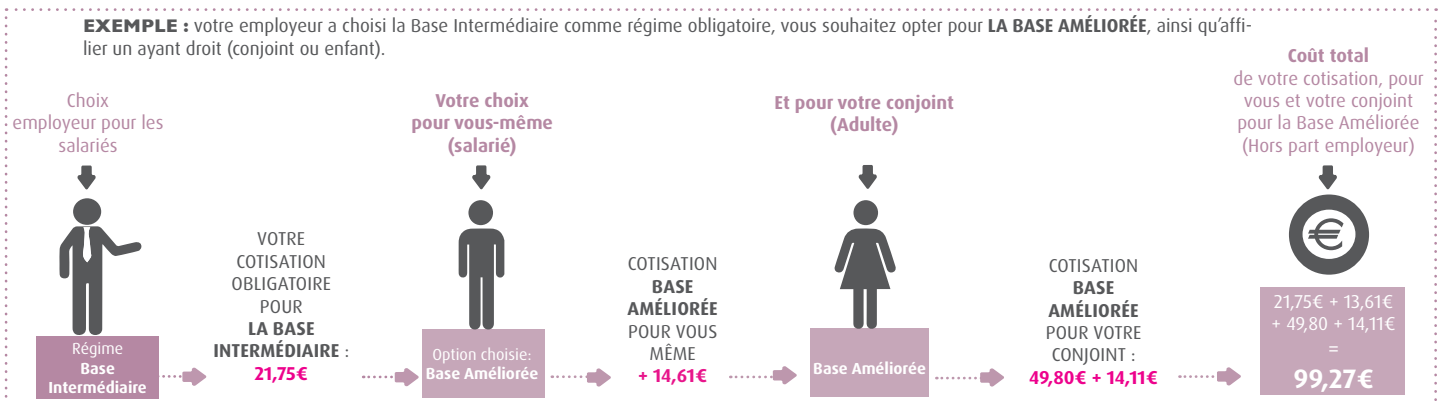 EXEMPLE : votre employeur a choisi la Base Intermédiaire comme régime obligatoire, vous souhaitez opter pour LA BASE AMÉLIORÉE, ainsi qu'affi-
lier un ayant droit (conjoint ou enfant).
Choix
employeur pour les
salariés
Régime
Base
Intermédiaire
VOTRE
COTISATION
OBLIGATOIRE
POUR
LA BASE
INTERMÉDIAIRE :
21,75€
Votre choix
pour vous-même
(salarié)
Option choisie:
Base Améliorée
COTISATION
BASE
AMÉLIORÉE
POUR VOUS
MÊME
+ 14,61€
Et pour votre conjoint
(Adulte)
Base Améliorée
COTISATION
BASE
AMÉLIORÉE
POUR VOTRE
CONJOINT :
49,80€ + 14,11€
Coût total
de votre cotisation, pour
vous et votre conjoint
pour la Base Améliorée
(Hors part employeur)
€
21,75€ + 13,61€
+ 49,80 + 14,11€
=
99,27€